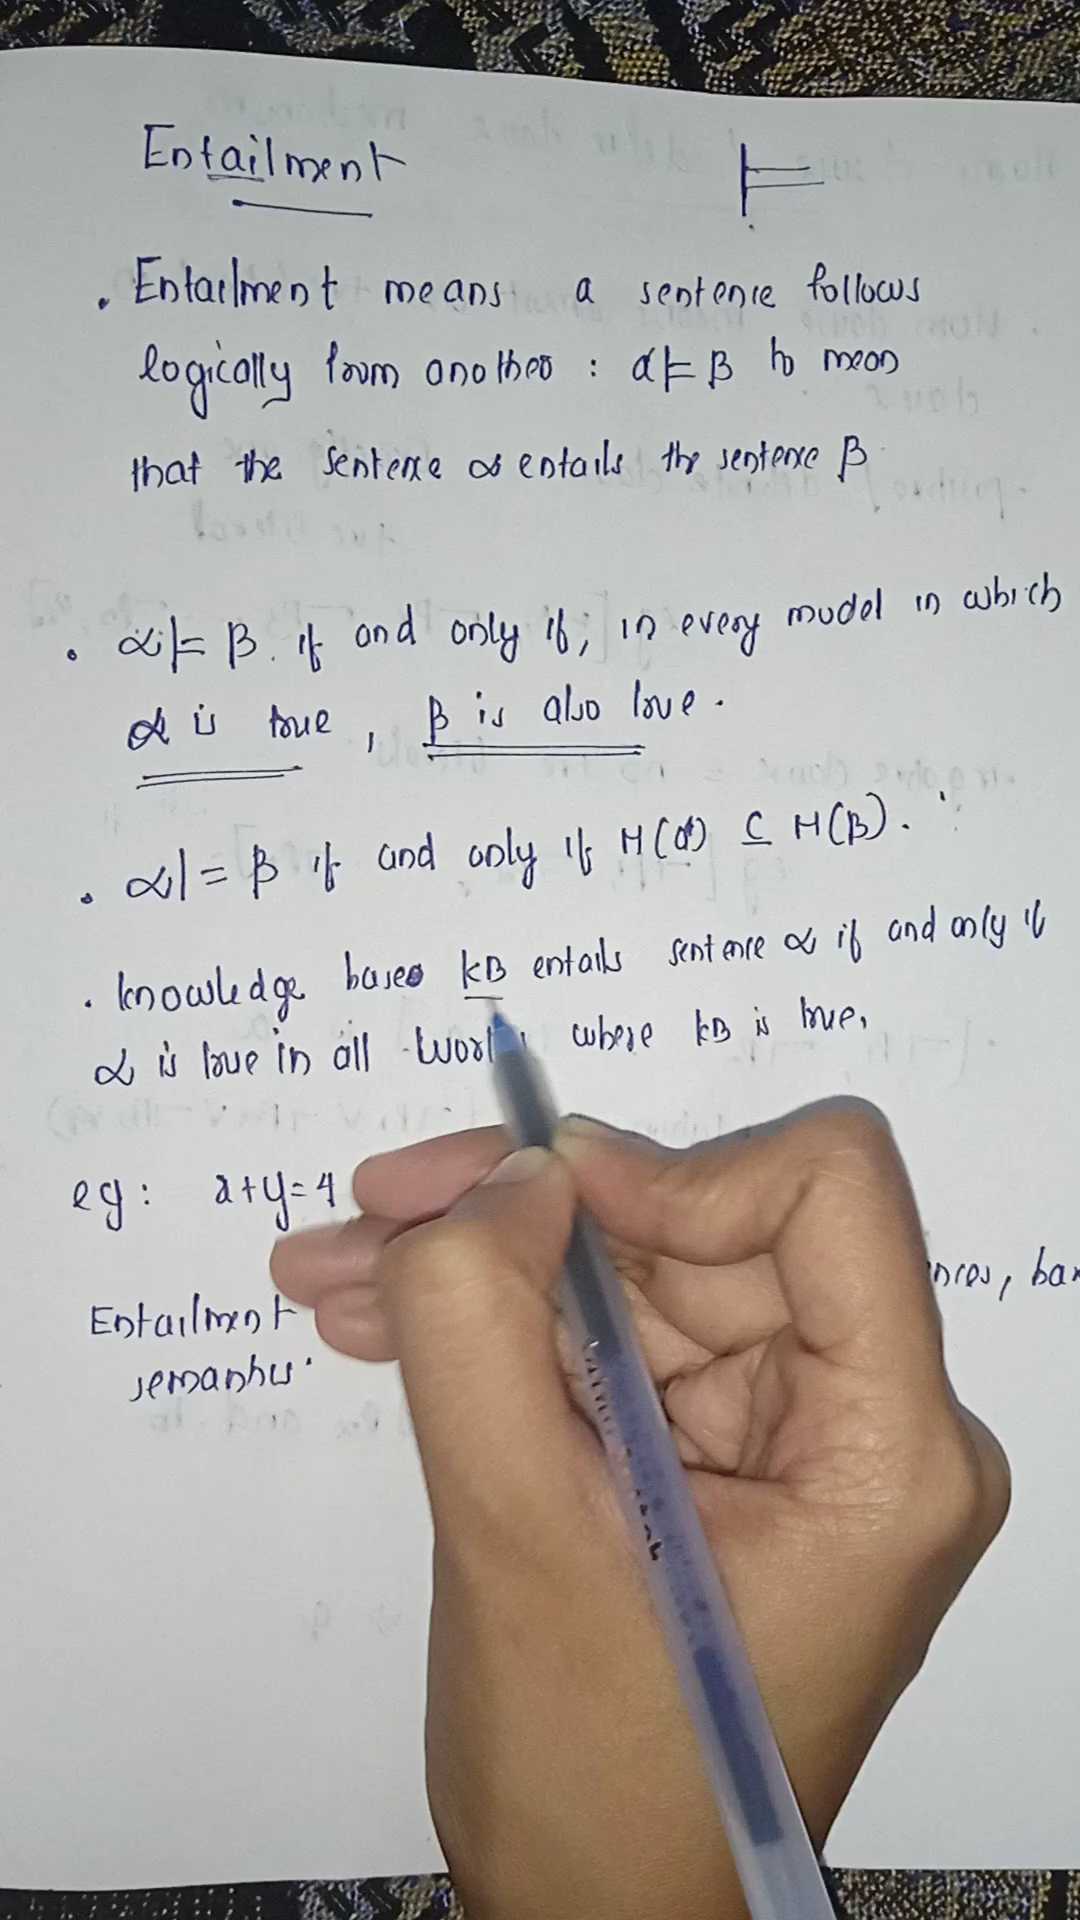 Entailment ⊨
. Entailment means a sentence follows
logically from another : α ⊨ β to mean
that the sentence α entails the sentence β.
. α ⊨ β. if and only if, in every model in which
α is true, β is also true.
. α |= β if and only if M(α) ⊆ M(β).
. knowledge bases KB entails sentence α if and only if
α is true in all where KB is true.
eg: x+y=4
Entailment
semantics.